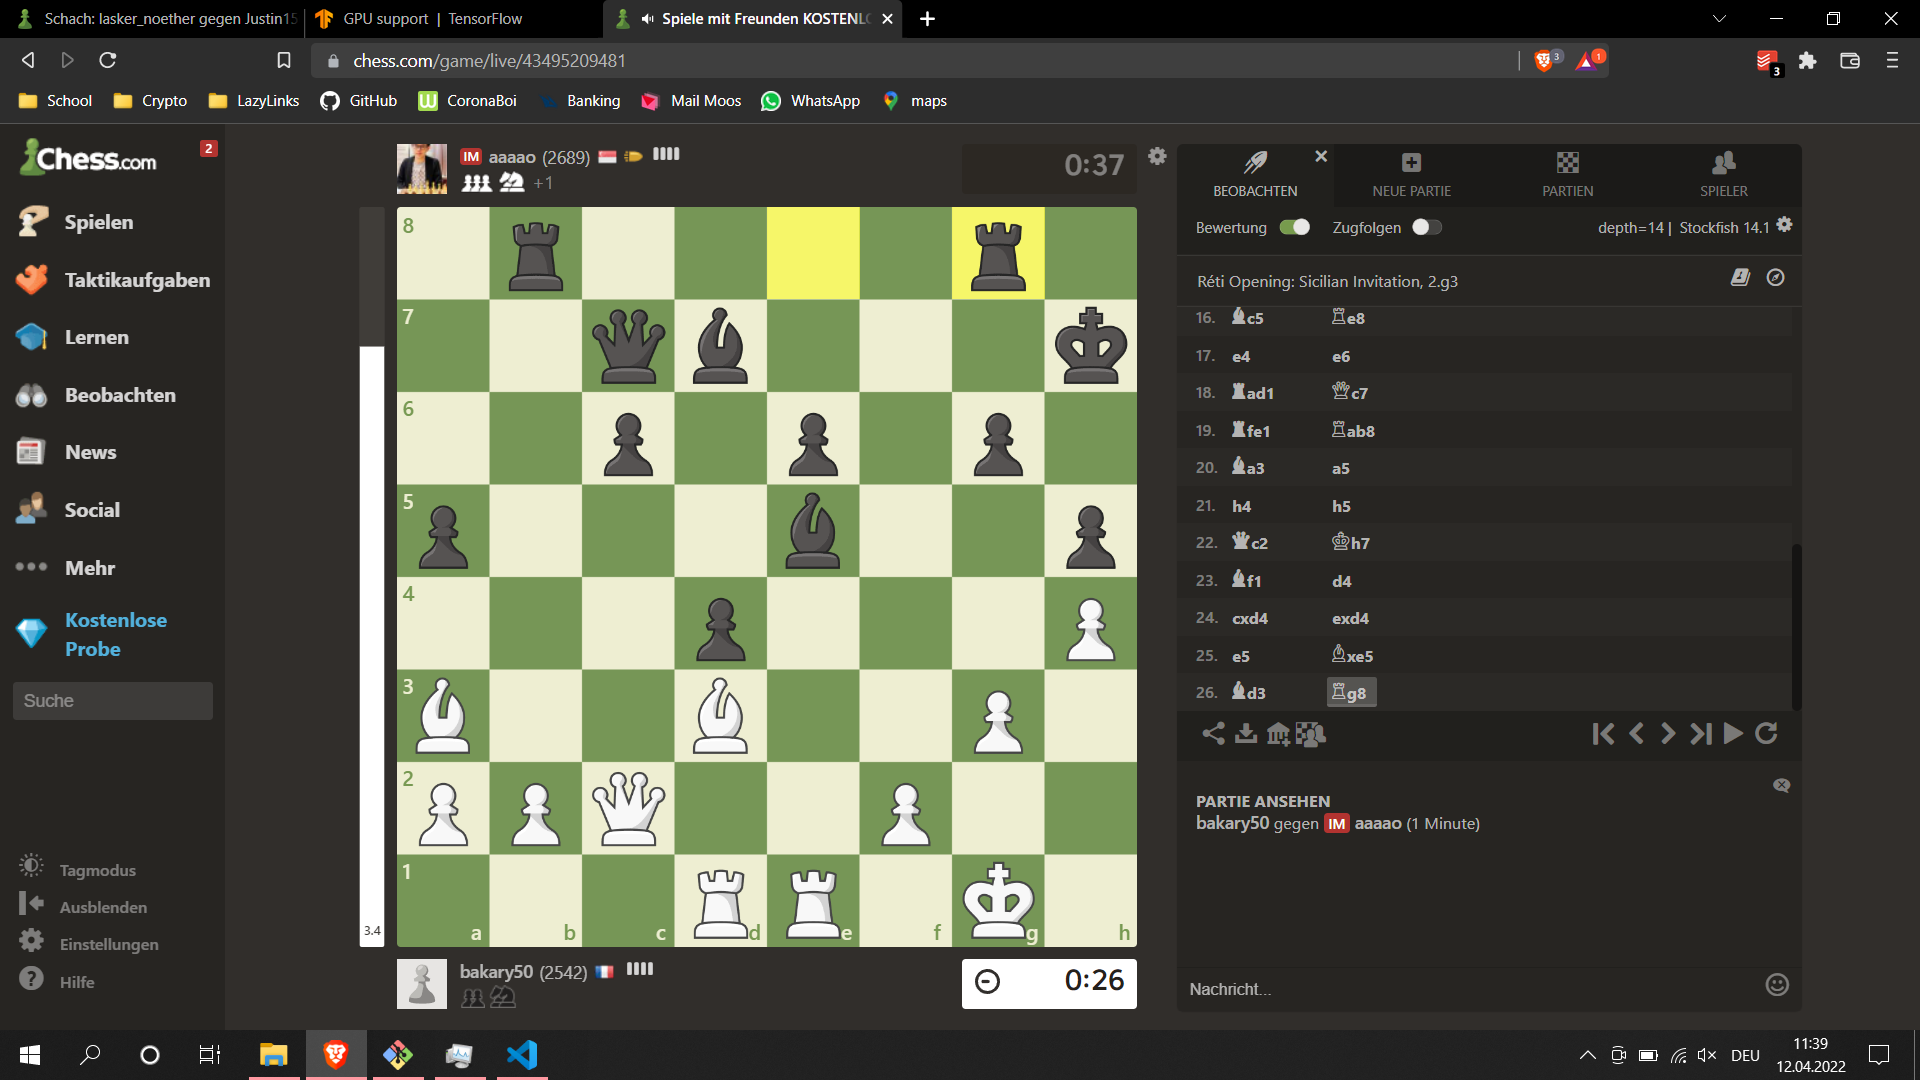 Schach: lasker_noether gegen Justin15
GPU support | TensorFlow
Spiele mit Freunden KOSTENLO
chess.com/game/live/43495209481
3
1
3
School
Crypto
LazyLinks
GitHub
CoronaBoi
Banking
Mail Moos
WhatsApp
maps
Chess.com
2
Spielen
Taktikaufgaben
Lernen
Beobachten
News
Social
Mehr
Kostenlose
Probe
Suche
Tagmodus
Ausblenden
Einstellungen
Hilfe
IM aaaao (2689)
+1
0:37
8
7
6
5
4
3
2
1
a
b
c
d
e
f
g
h
3.4
bakary50 (2542)
0:26
BEOBACHTEN
NEUE PARTIE
PARTIEN
SPIELER
Bewertung
Zugfolgen
depth=14 | Stockfish 14.1
Réti Opening: Sicilian Invitation, 2.g3
16. c5 e8
17. e4 e6
18. ad1 c7
19. fe1 ab8
20. a3 a5
21. h4 h5
22. c2 h7
23. f1 d4
24. cxd4 exd4
25. e5 xe5
26. d3 g8
PARTIE ANSEHEN
bakary50 gegen IM aaaao (1 Minute)
Nachricht...
DEU
11:39
12.04.2022